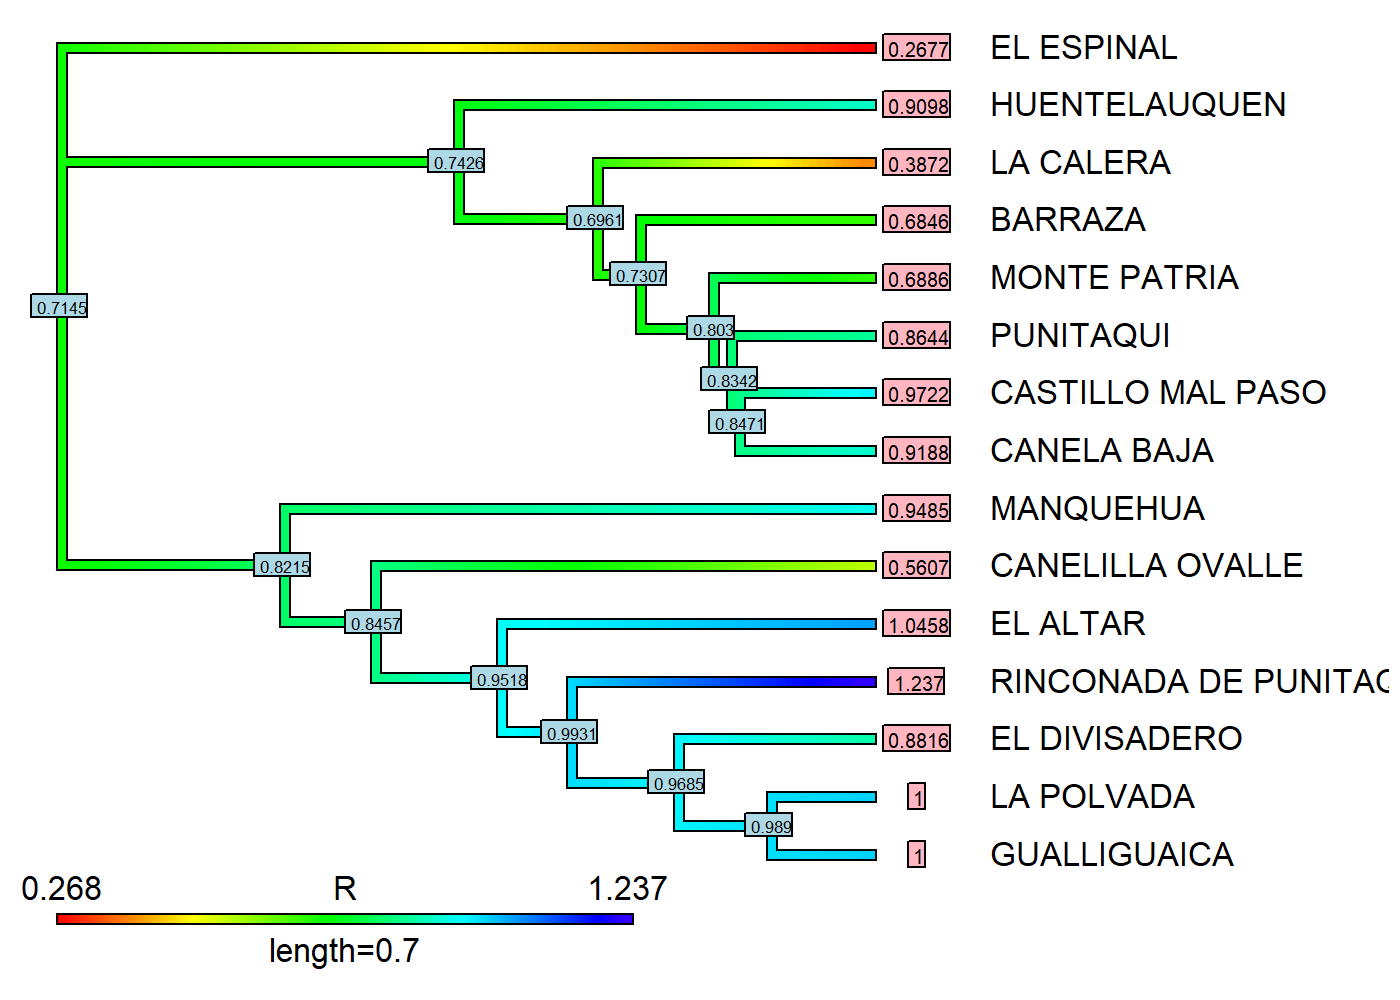 0.2677 EL ESPINAL
0.9098 HUENTELAUQUEN
0.7426
0.3872 LA CALERA
0.6961
0.6846 BARRAZA
0.7307
0.6886 MONTE PATRIA
0.7145
0.803
0.8644 PUNITAQUI
0.8342
0.9722 CASTILLO MAL PASO
0.8471
0.9188 CANELA BAJA
0.9485 MANQUEHUA
0.8215
0.5607 CANELILLA OVALLE
0.8457
1.0458 EL ALTAR
0.9518
1.237 RINCONADA DE PUNITAQ
0.9931
0.8816 EL DIVISADERO
0.9685
1 LA POLVADA
0.989
1 GUALLIGUAICA
0.268 R 1.237
length=0.7